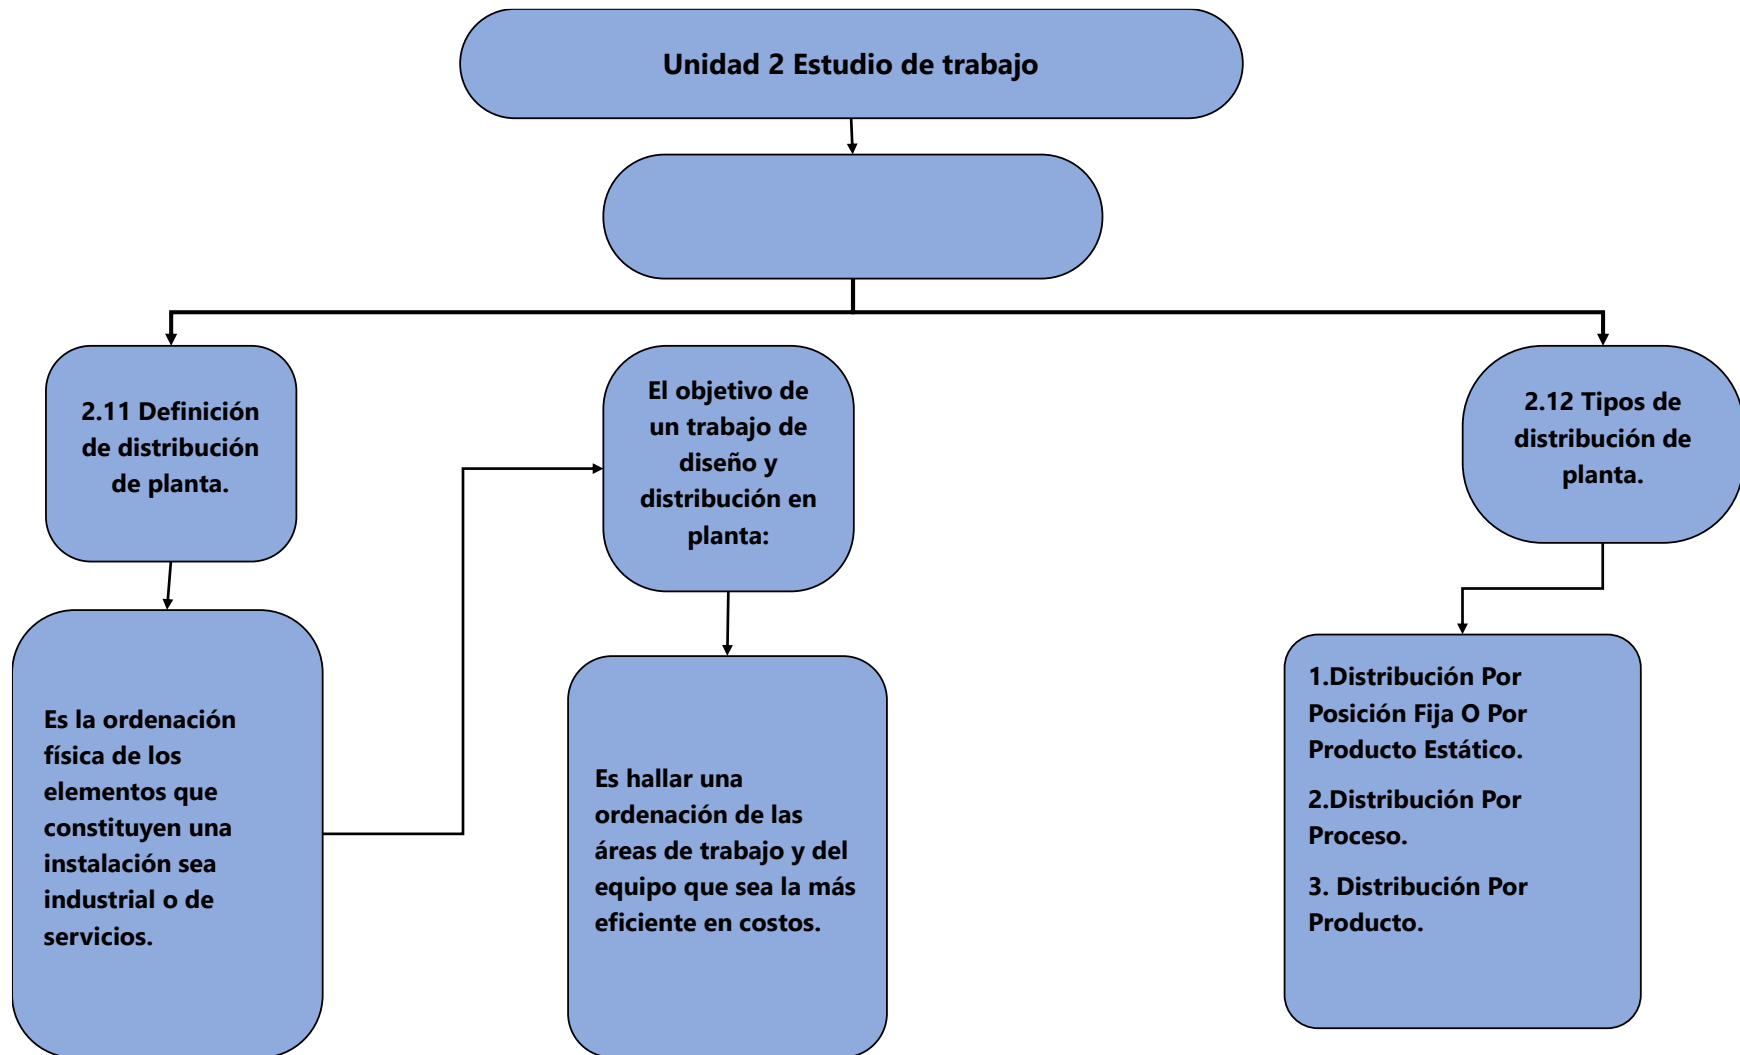 Unidad 2 Estudio de trabajo
2.11 Definición
de distribución
de planta.
El objetivo de
un trabajo de
diseño y
distribución en
planta:
2.12 Tipos de
distribución de
planta.
Es la ordenación
física de los
elementos que
constituyen una
instalación sea
industrial o de
servicios.
Es hallar una
ordenación de las
áreas de trabajo y del
equipo que sea la más
eficiente en costos.
1.Distribución Por
Posición Fija O Por
Producto Estático.
2.Distribución Por
Proceso.
3. Distribución Por
Producto.